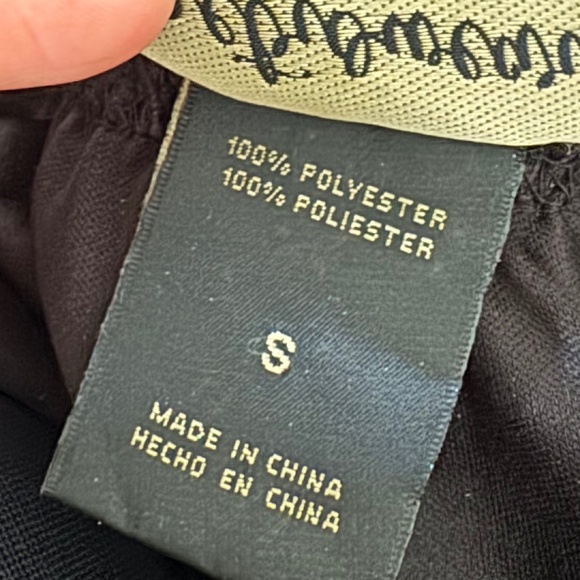 100% POLYESTER
100% POLIESTER
S
MADE IN CHINA
HECHO EN CHINA